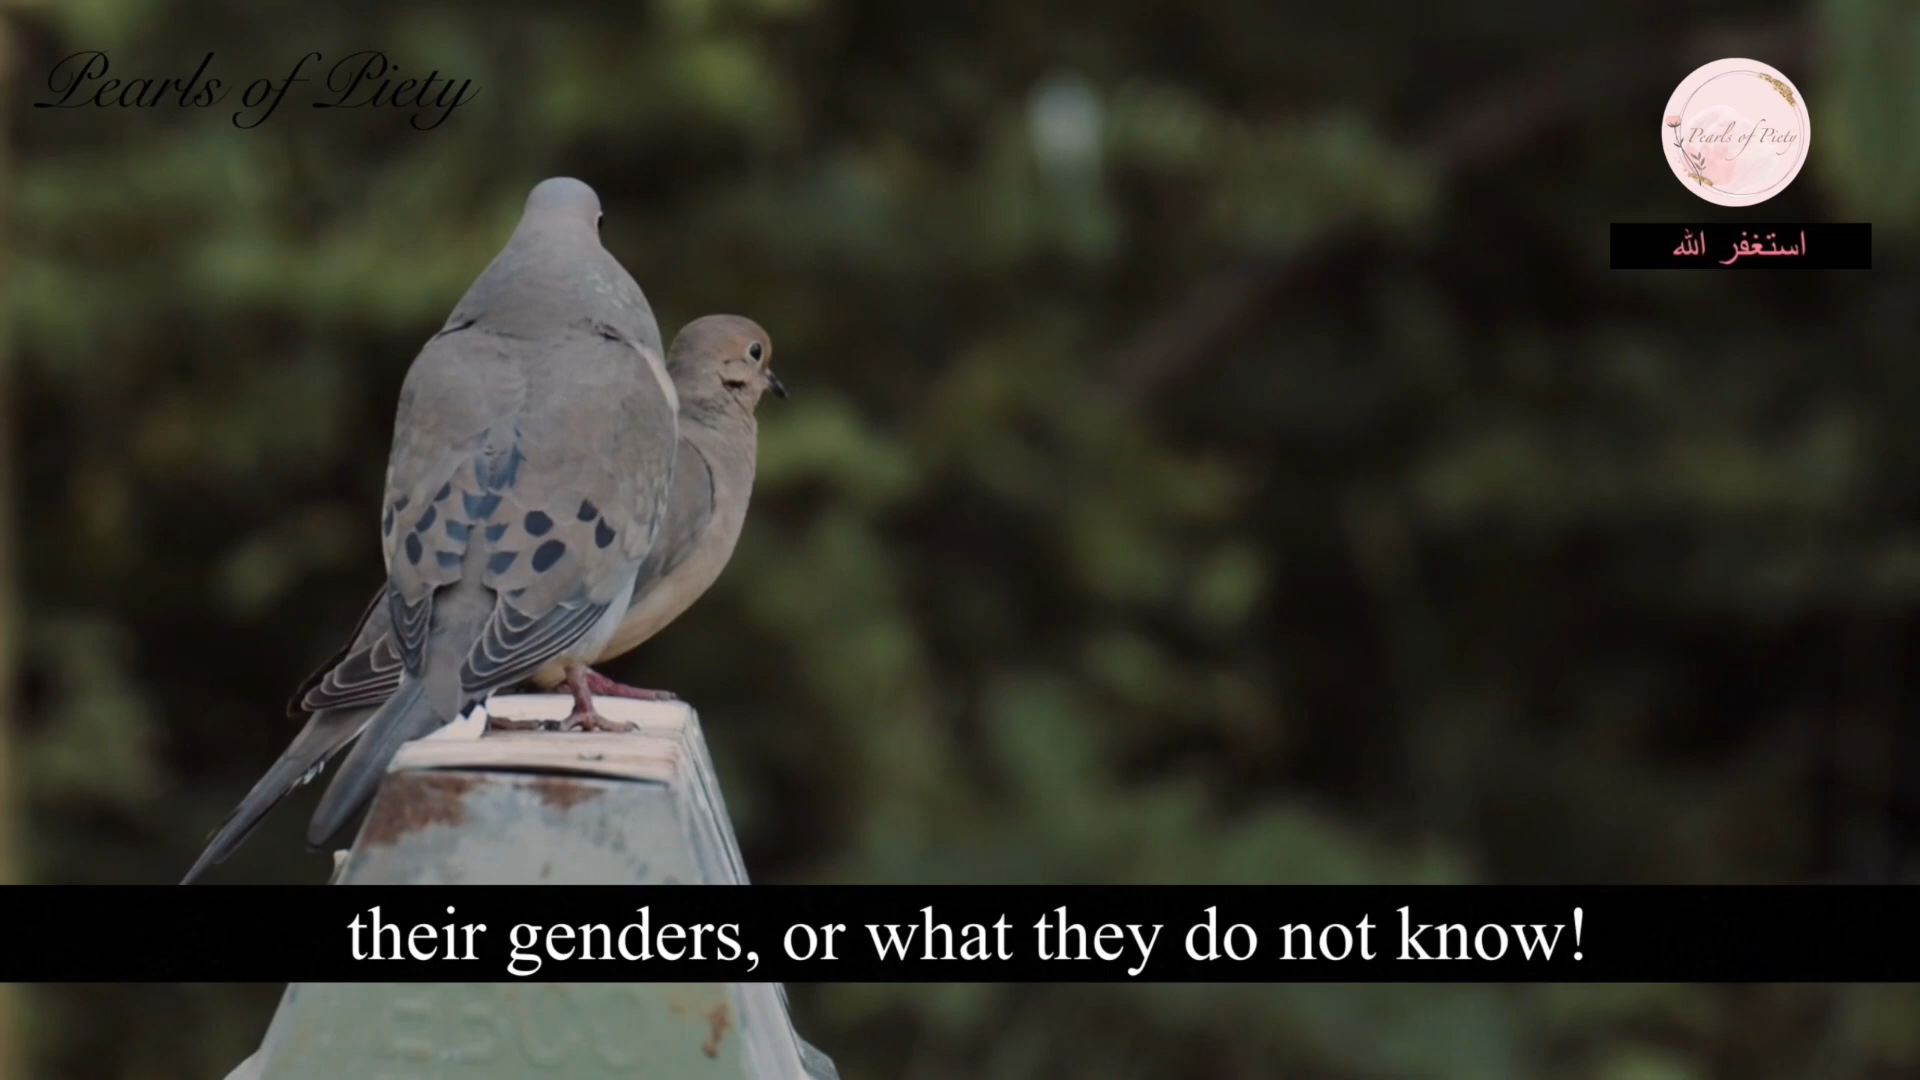 Pearls of Piety
Pearls of Piety
استغفر الله
their genders, or what they do not know!